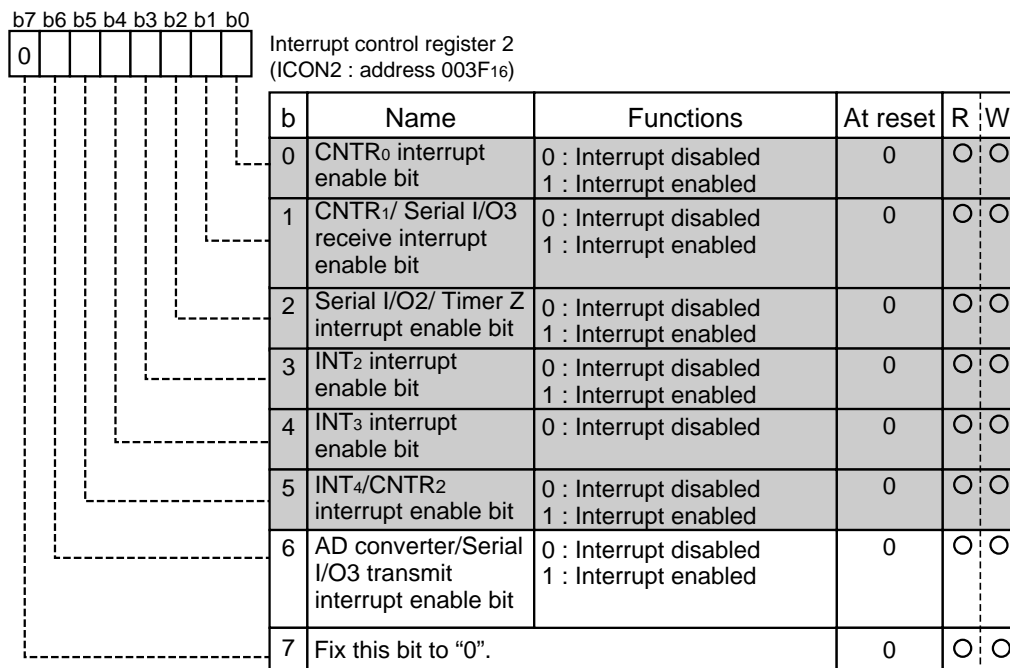 b7 b6 b5 b4 b3 b2 b1 b0
0
Interrupt control register 2
(ICON2 : address 003F16)
b Name Functions At reset R W
0 CNTR0 interrupt enable bit 0 : Interrupt disabled 0 ○ ○
1 : Interrupt enabled
1 CNTR1/ Serial I/O3 0 : Interrupt disabled 0 ○ ○
receive interrupt 1 : Interrupt enabled
enable bit
2 Serial I/O2/ Timer Z 0 : Interrupt disabled 0 ○ ○
interrupt enable bit 1 : Interrupt enabled
3 INT2 interrupt 0 : Interrupt disabled 0 ○ ○
enable bit 1 : Interrupt enabled
4 INT3 interrupt 0 : Interrupt disabled 0 ○ ○
enable bit
5 INT4/CNTR2 0 : Interrupt disabled 0 ○ ○
interrupt enable bit 1 : Interrupt enabled
6 AD converter/Serial 0 : Interrupt disabled 0 ○ ○
I/O3 transmit 1 : Interrupt enabled
interrupt enable bit
7 Fix this bit to “0”. 0 ○ ○